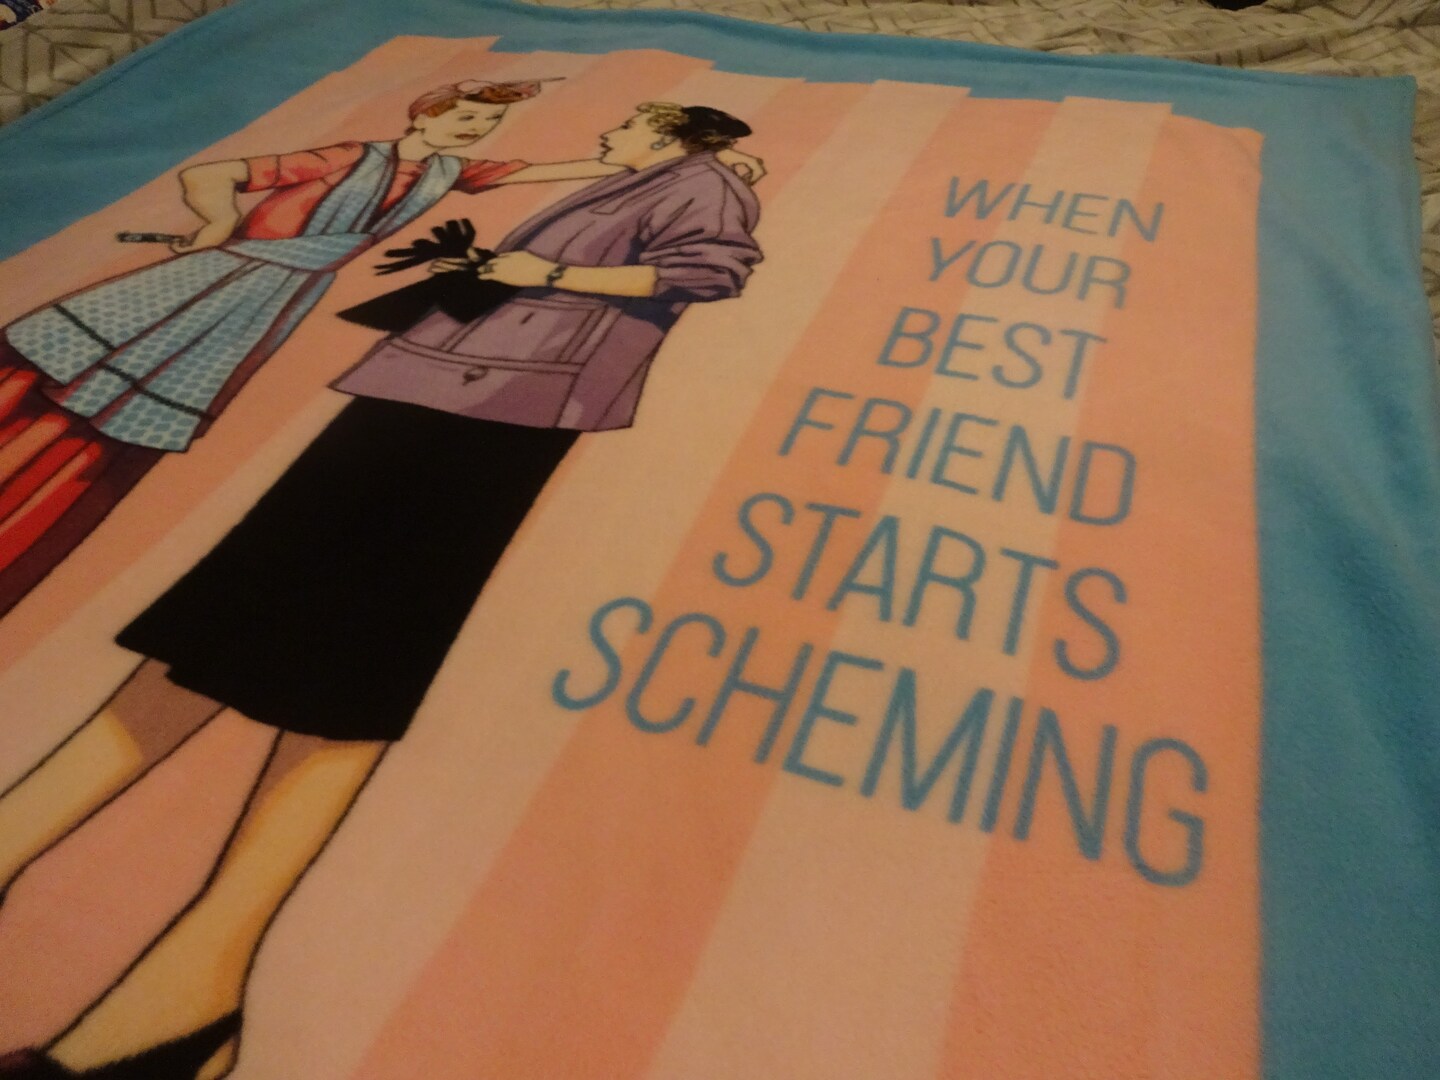 WHEN
YOUR
BEST
FRIEND
STARTS
SCHEMING